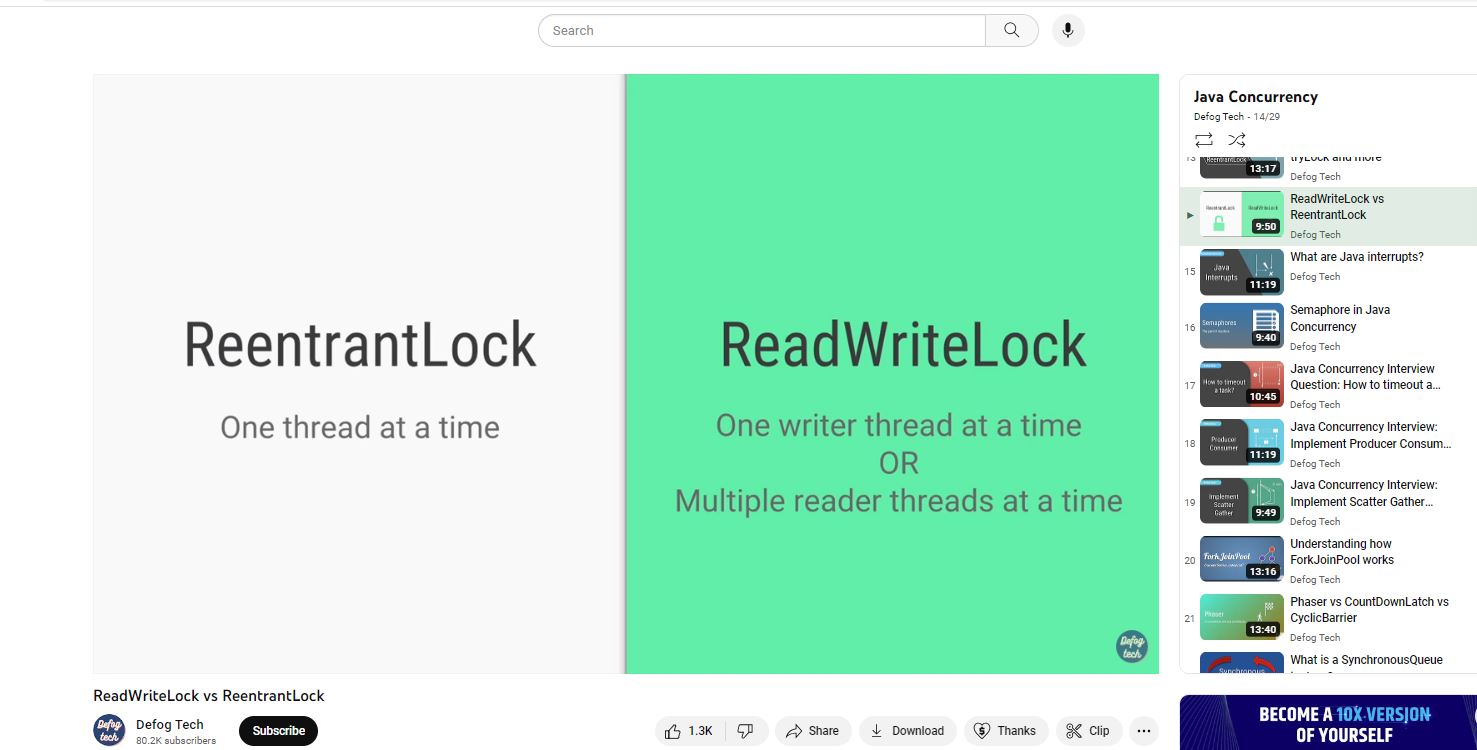 Search
ReentrantLock
One thread at a time
ReadWriteLock
One writer thread at a time
OR
Multiple reader threads at a time
Defog
tech
ReadWriteLock vs ReentrantLock
Defog
tech
Defog Tech
80.2K subscribers
Subscribe
1.3K
Share
Download
Thanks
Clip
Java Concurrency
Defog Tech - 14/29
13
ReentrantLock
13:17
tryLock and more
Defog Tech
ReentrantLock
ReadWriteLock
9:50
ReadWriteLock vs
ReentrantLock
Defog Tech
15
Java
Interrupts
11:19
What are Java interrupts?
Defog Tech
16
Semaphores
9:40
Semaphore in Java
Concurrency
Defog Tech
17
How to timeout
a task?
10:45
Java Concurrency Interview
Question: How to timeout a...
Defog Tech
18
Producer
Consumer
11:19
Java Concurrency Interview:
Implement Producer Consum...
Defog Tech
19
Implement
Scatter
Gather
9:49
Java Concurrency Interview:
Implement Scatter Gather...
Defog Tech
20
ForkJoinPool
13:16
Understanding how
ForkJoinPool works
Defog Tech
21
Phaser
13:40
Phaser vs CountDownLatch vs
CyclicBarrier
Defog Tech
Synchronous
What is a SynchronousQueue
BECOME A 10X VERSION
OF YOURSELF